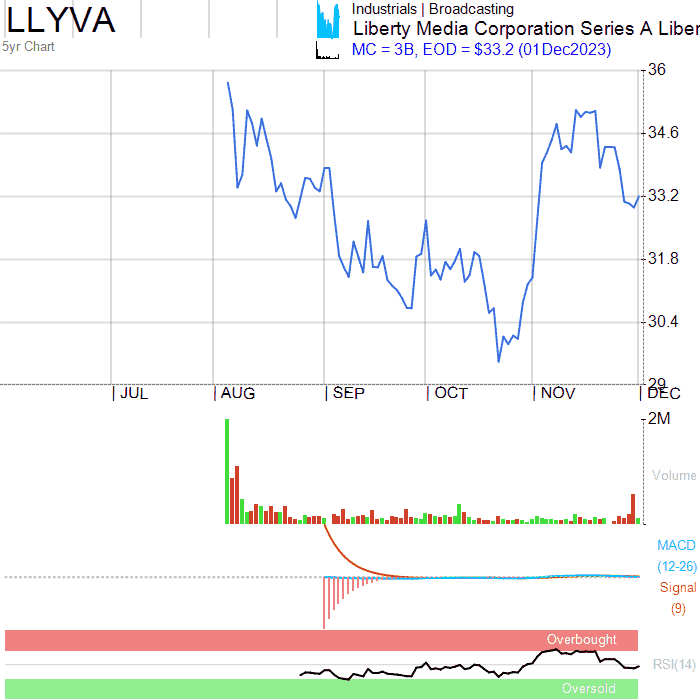 LLYVA
5yr Chart
Industrials | Broadcasting
Liberty Media Corporation Series A Liber
MC = 3B, EOD = $33.2 (01Dec2023)
36
34.6
33.2
31.8
30.4
29
| JUL | AUG | SEP | OCT | NOV | DEC
2M
Volume
MACD
(12-26)
Signal
(9)
Overbought
RSI(14)
Oversold